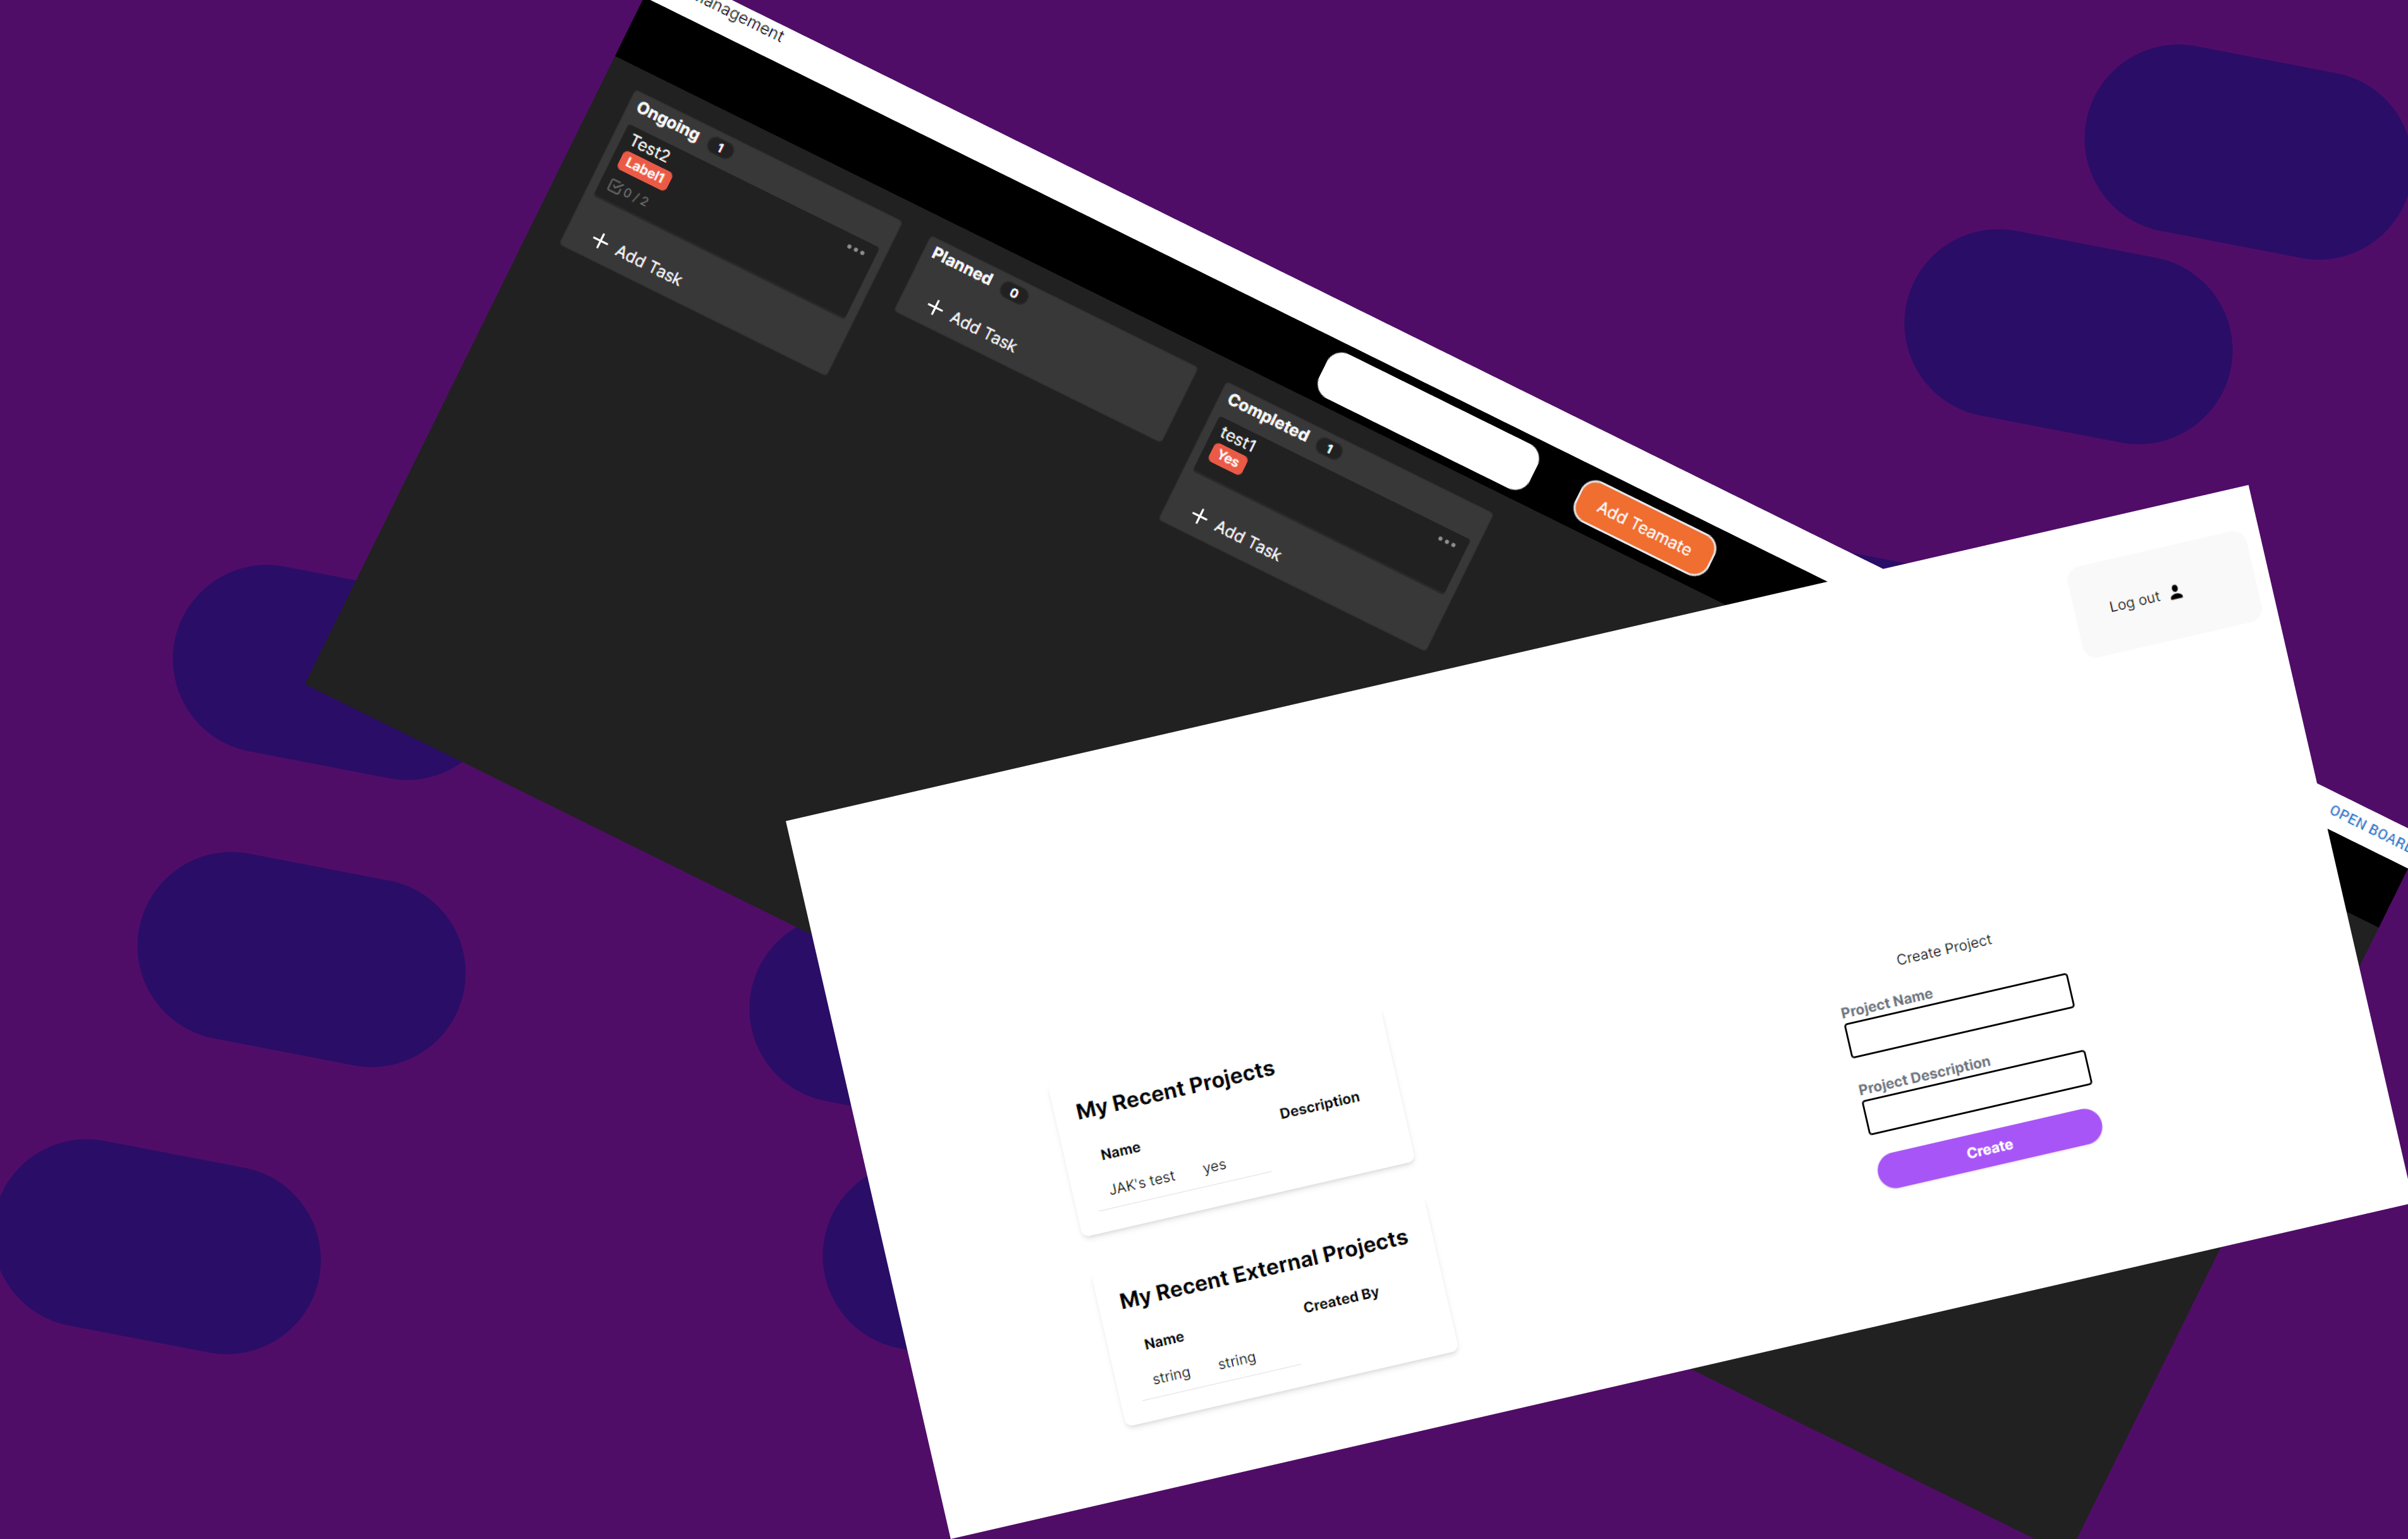 Ongoing 1
Test2
Label1
0 / 2
Add Task
Planned 0
Add Task
Completed 1
test1
Yes
Add Task
Add Teamate
Log out
OPEN
Create Project
Project Name
Project Description
Create
My Recent Projects
Name Description
JAK's test yes
My Recent External Projects
Name Created By
string string